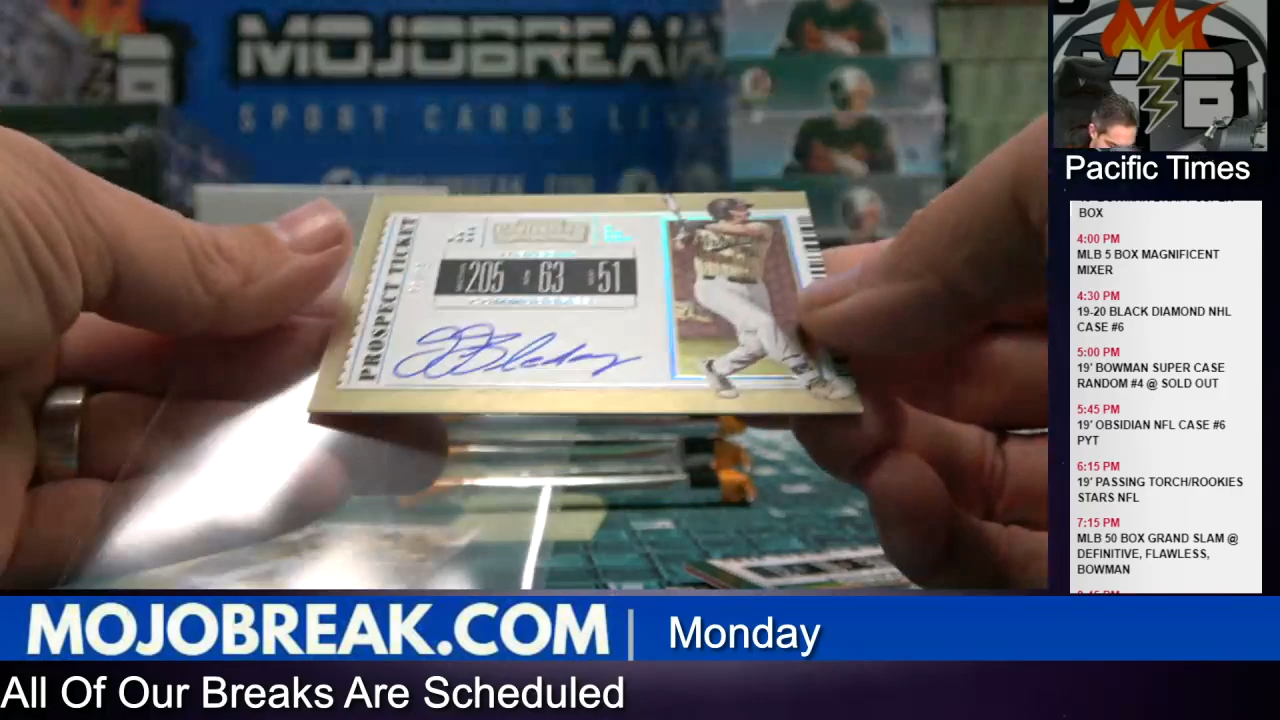 MOJOBREAK
SPORT CARDS LIV
PROSPECT TICKET
205 63 51
JJ Bleday
Pacific Times
BOX
4:00 PM
MLB 5 BOX MAGNIFICENT
MIXER
4:30 PM
19-20 BLACK DIAMOND NHL
CASE #6
5:00 PM
19' BOWMAN SUPER CASE
RANDOM #4 @ SOLD OUT
5:45 PM
19' OBSIDIAN NFL CASE #6
PYT
6:15 PM
19' PASSING TORCH/ROOKIES
STARS NFL
7:15 PM
MLB 50 BOX GRAND SLAM @
DEFINITIVE, FLAWLESS,
BOWMAN
MOJOBREAK.COM | Monday
All Of Our Breaks Are Scheduled